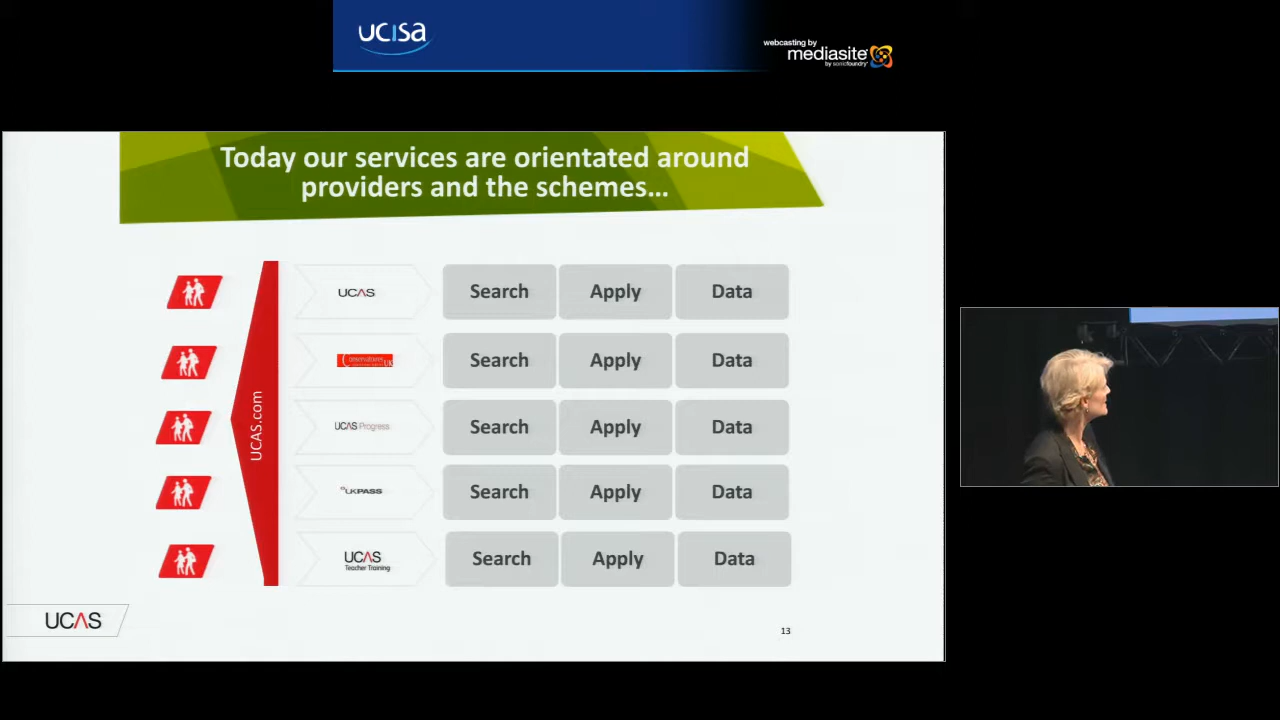 ucisa
webcasting by
mediasite
by sonicfoundry
Today our services are orientated around
providers and the schemes…
UCAS.com
UCAS
Search Apply Data
Conservatoires UK
Search Apply Data
UCAS Progress
Search Apply Data
UKPASS
Search Apply Data
UCAS
Teacher Training
Search Apply Data
UCAS
13